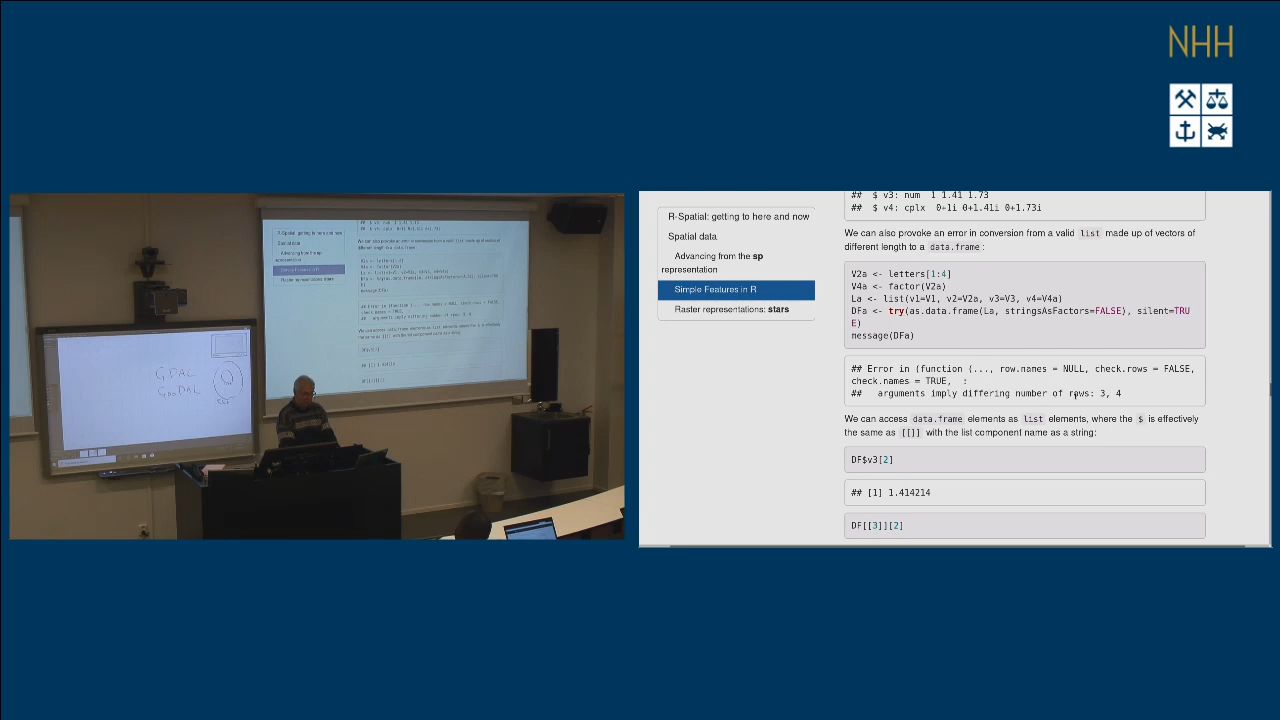 NHH
GDAL
R-Spatial: getting to here and now
Spatial data
Advancing from the sp
representation
Simple Features in R
Raster representations: stars
## $ v3: num 1 1.41 1.73
## $ v4: cplx 0+1i 0+1.41i 0+1.73i
We can also provoke an error in conversion from a valid list made up of vectors of
different length to a data.frame:
V2a <- letters[1:4]
V4a <- factor(V2a)
La <- list(v1=V1, v2=V2a, v3=V3, v4=V4a)
DFa <- try(as.data.frame(La, stringsAsFactors=FALSE), silent=TRU
E)
message(DFa)
## Error in (function (..., row.names = NULL, check.rows = FALSE,
check.names = TRUE, :
## arguments imply differing number of rows: 3, 4
We can access data.frame elements as list elements, where the $ is effectively
the same as [[]] with the list component name as a string:
DF$v3[2]
## [1] 1.414214
DF[[3]][2]